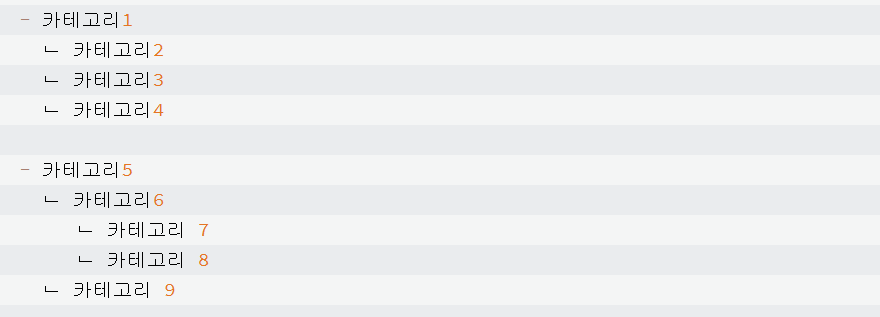 - 카테고리1
ㄴ 카테고리2
ㄴ 카테고리3
ㄴ 카테고리4
- 카테고리5
ㄴ 카테고리6
ㄴ 카테고리 7
ㄴ 카테고리 8
ㄴ 카테고리 9